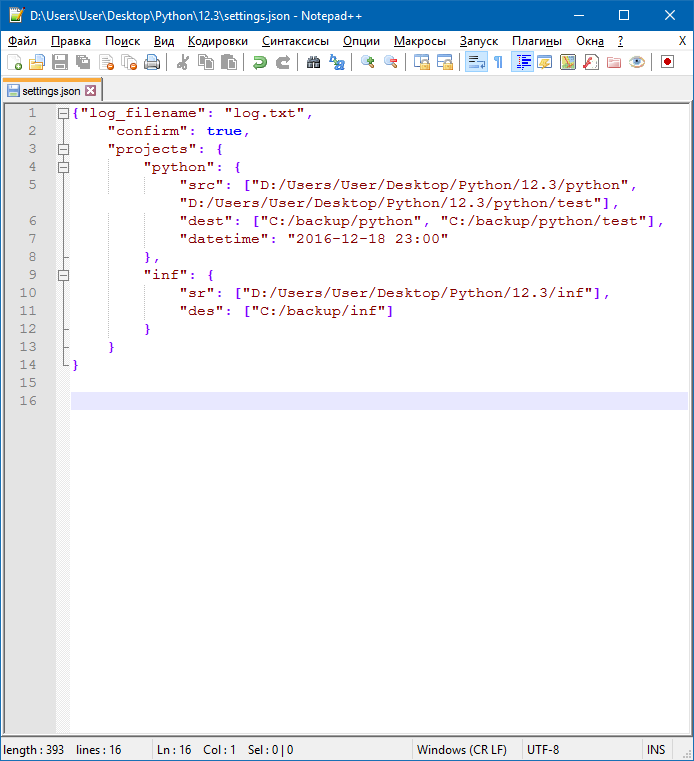 D:\Users\User\Desktop\Python\12.3\settings.json - Notepad++
Файл Правка Поиск Вид Кодировки Синтаксисы Опции Макросы Запуск Плагины Окна ? X
settings.json
1 {"log_filename": "log.txt",
2 "confirm": true,
3 "projects": {
4 "python": {
5 "src": ["D:/Users/User/Desktop/Python/12.3/python",
"D:/Users/User/Desktop/Python/12.3/python/test"],
6 "dest": ["C:/backup/python", "C:/backup/python/test"],
7 "datetime": "2016-12-18 23:00"
8 },
9 "inf": {
10 "sr": ["D:/Users/User/Desktop/Python/12.3/inf"],
11 "des": ["C:/backup/inf"]
12 }
13 }
14 }
15
16
length : 393 lines : 16 Ln : 16 Col : 1 Sel : 0 | 0 Windows (CR LF) UTF-8 INS